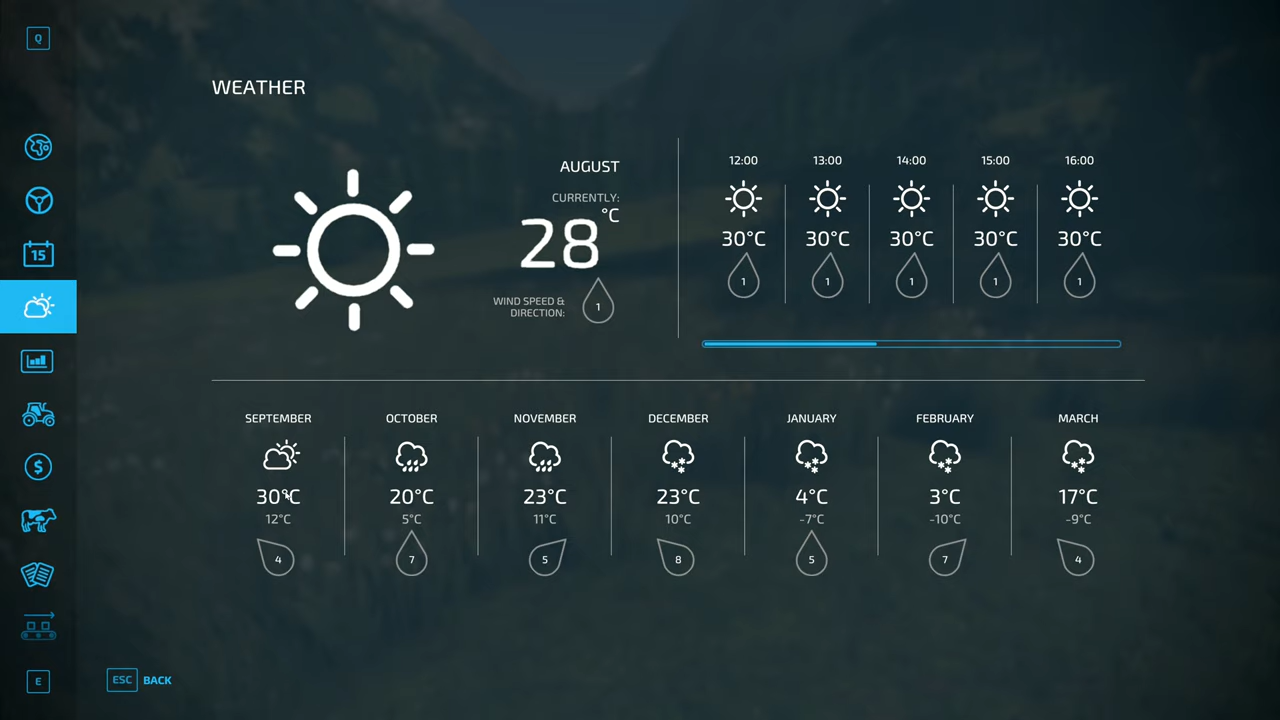 Q
WEATHER
AUGUST
CURRENTLY:
28°C
WIND SPEED &
DIRECTION:
1
12:00 13:00 14:00 15:00 16:00
30°C 30°C 30°C 30°C 30°C
1 1 1 1 1
15
$
SEPTEMBER OCTOBER NOVEMBER DECEMBER JANUARY FEBRUARY MARCH
30°C 20°C 23°C 23°C 4°C 3°C 17°C
12°C 5°C 11°C 10°C -7°C -10°C -9°C
4 7 5 8 5 7 4
E
ESC BACK